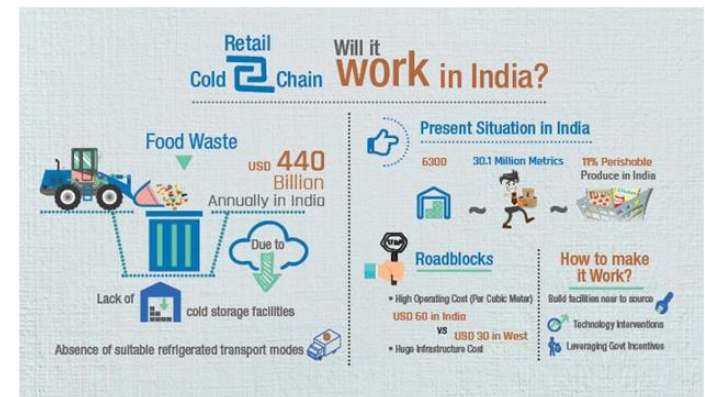 Retail
Cold Chain
Will it
work in India?
Food Waste
USD 440
Billion
Annually in India
Due to
Lack of cold storage facilities
Absence of suitable refrigerated transport modes
Present Situation in India
6300 ~ 30.1 Million Metrics ~ 11% Perishable
Produce in India
STOP
Roadblocks
• High Operating Cost (Per Cubic Meter)
USD 60 in India
VS
USD 30 in West
• Huge Infrastructure Cost
How to make
it Work?
Build facilities near to source
Technology Interventions
Leveraging Govt Incentives